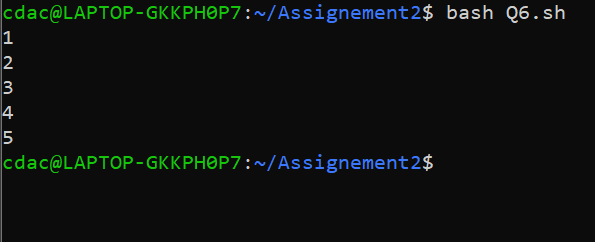 cdac@LAPTOP-GKKPH0P7:~/Assignement2$ bash Q6.sh
1
2
3
4
5
cdac@LAPTOP-GKKPH0P7:~/Assignement2$